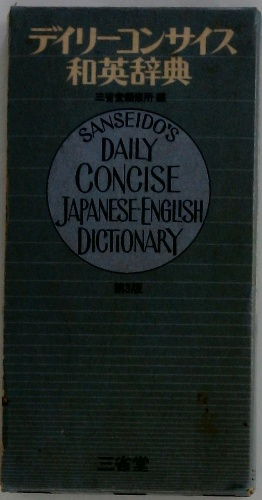 デイリーコンサイス
和英辞典
三省堂編修所 編
SANSEIDO'S
DAILY
CONCISE
JAPANESE-ENGLISH
DICTIONARY
第3版
三省堂